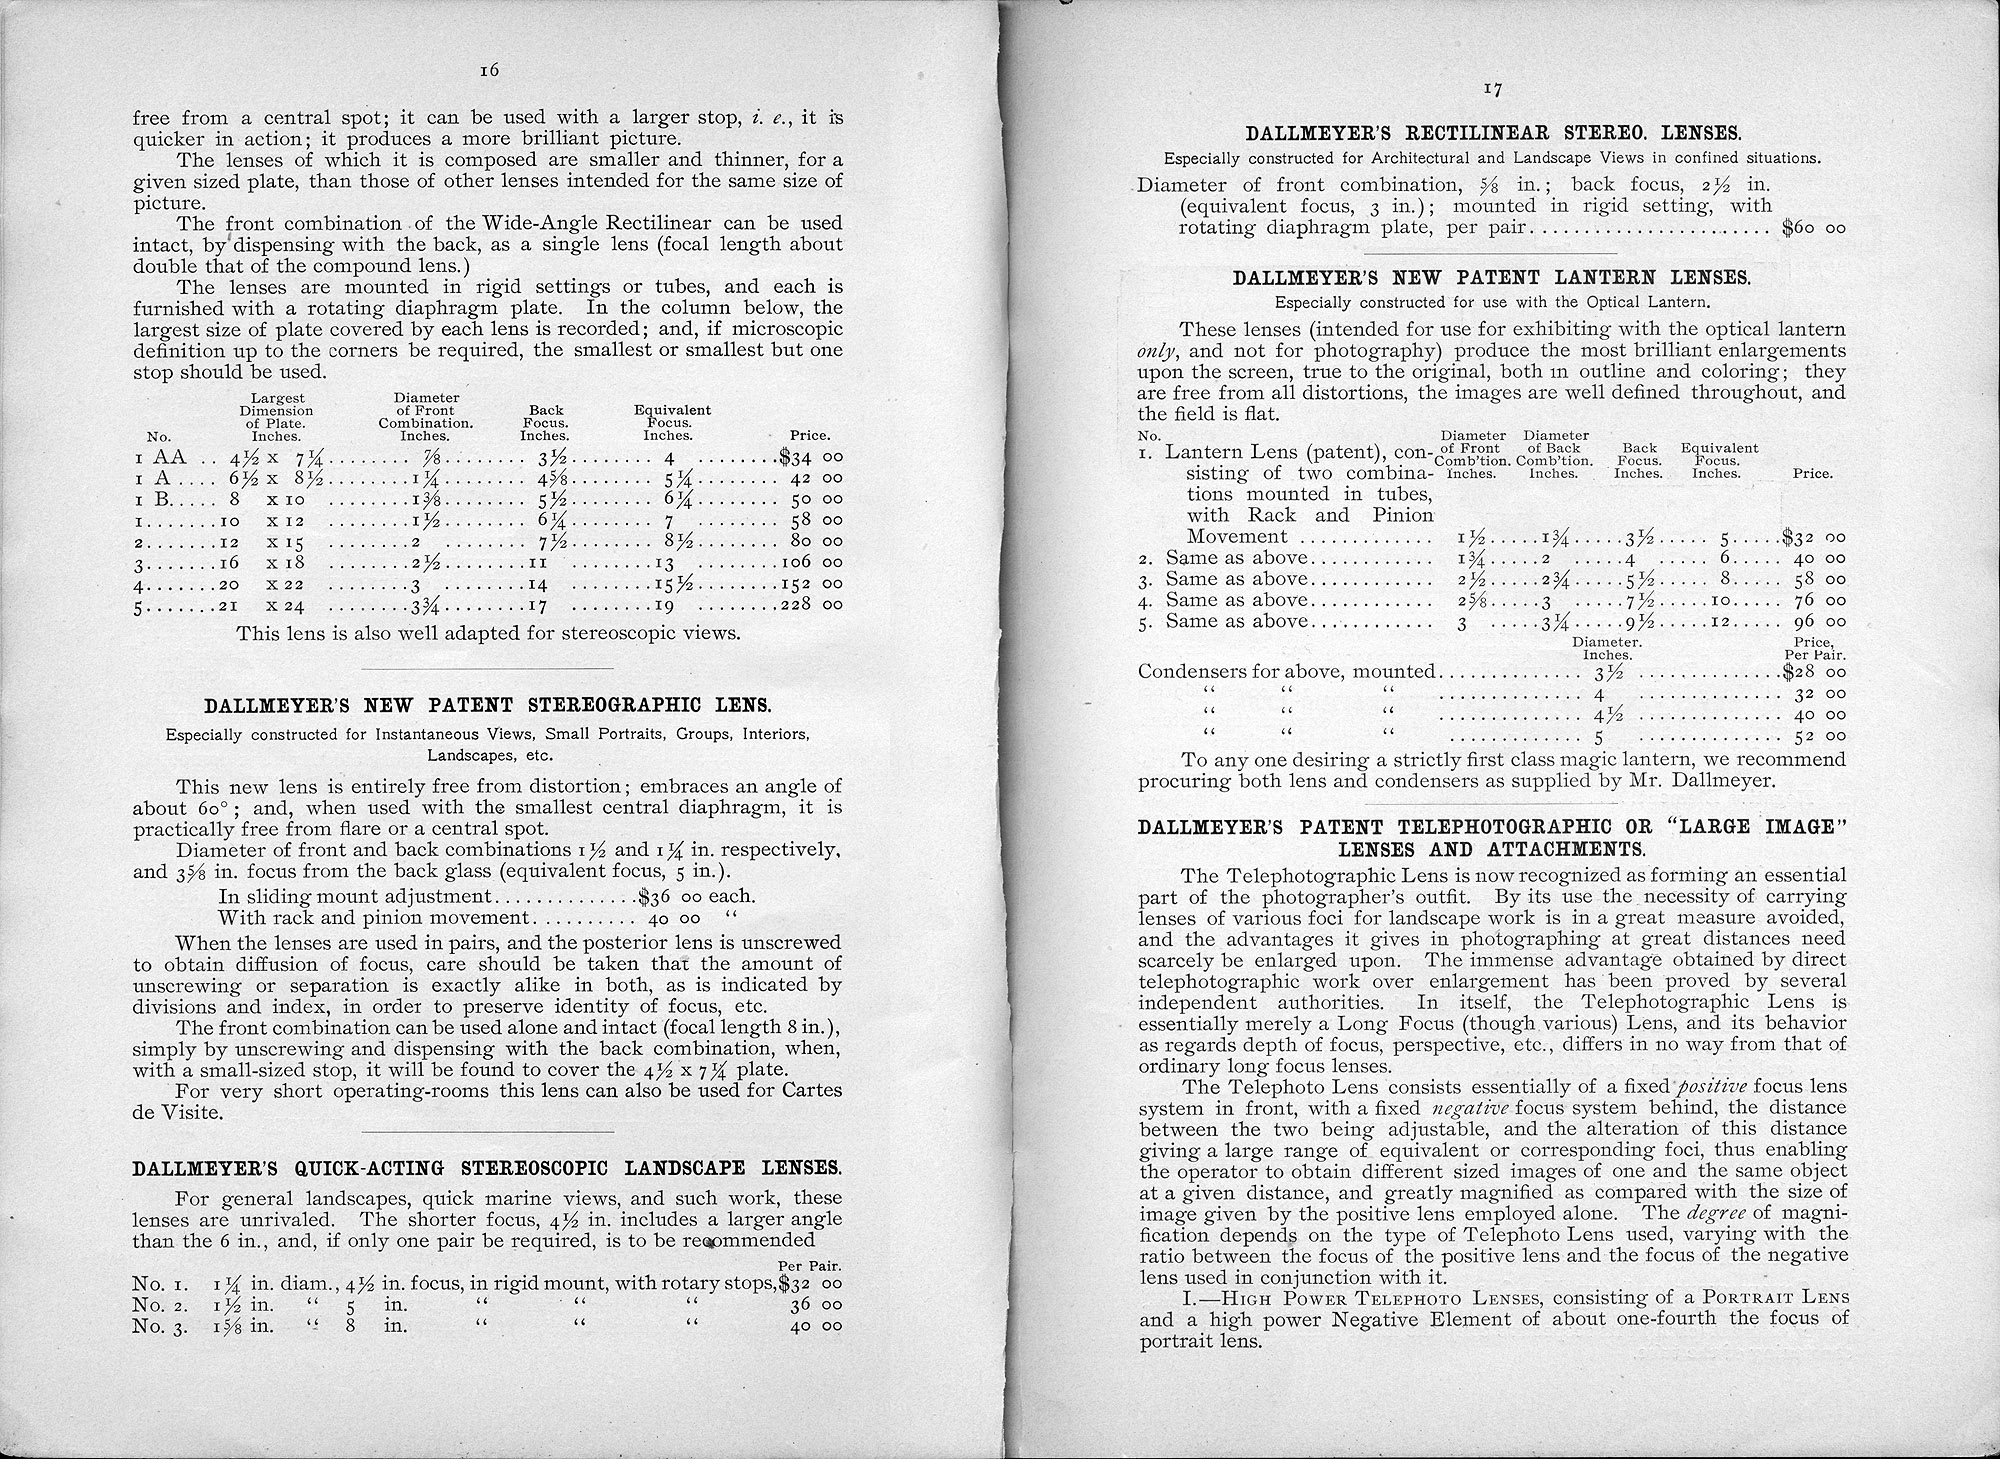 16
free from a central spot; it can be used with a larger stop, i. e., it is
quicker in action; it produces a more brilliant picture.
The lenses of which it is composed are smaller and thinner, for a
given sized plate, than those of other lenses intended for the same size of
picture.
The front combination of the Wide-Angle Rectilinear can be used
intact, by dispensing with the back, as a single lens (focal length about
double that of the compound lens.)
The lenses are mounted in rigid settings or tubes, and each is
furnished with a rotating diaphragm plate. In the column below, the
largest size of plate covered by each lens is recorded; and, if microscopic
definition up to the corners be required, the smallest or smallest but one
stop should be used.
No. Largest Dimension of Plate. Inches. Diameter of Front Combination. Inches. Back Focus. Inches. Equivalent Focus. Inches. Price.
1 AA .. 4½ x 7¼ ........ ⅞ ........ 3½ ........ 4 ........ $34 00
1 A .... 6½ x 8½ ........ 1¼ ........ 4⅝ ........ 5¼ ........ 42 00
1 B ..... 8 x 10 ........ 1⅜ ........ 5½ ........ 6¼ ........ 50 00
1 ....... 10 x 12 ........ 1½ ........ 6¼ ........ 7 ........ 58 00
2 ....... 12 x 15 ........ 2 ........ 7½ ........ 8½ ........ 80 00
3 ....... 16 x 18 ........ 2½ ........ 11 ........ 13 ........ 106 00
4 ....... 20 x 22 ........ 3 ........ 14 ........ 15½ ........ 152 00
5 ....... 21 x 24 ........ 3¾ ........ 17 ........ 19 ........ 228 00
This lens is also well adapted for stereoscopic views.
DALLMEYER'S NEW PATENT STEREOGRAPHIC LENS.
Especially constructed for Instantaneous Views, Small Portraits, Groups, Interiors,
Landscapes, etc.
This new lens is entirely free from distortion; embraces an angle of
about 60°; and, when used with the smallest central diaphragm, it is
practically free from flare or a central spot.
Diameter of front and back combinations 1½ and 1¼ in. respectively,
and 3⅝ in. focus from the back glass (equivalent focus, 5 in.).
In sliding mount adjustment..............$36 00 each.
With rack and pinion movement.......... 40 00 "
When the lenses are used in pairs, and the posterior lens is unscrewed
to obtain diffusion of focus, care should be taken that the amount of
unscrewing or separation is exactly alike in both, as is indicated by
divisions and index, in order to preserve identity of focus, etc.
The front combination can be used alone and intact (focal length 8 in.),
simply by unscrewing and dispensing with the back combination, when,
with a small-sized stop, it will be found to cover the 4½ x 7¼ plate.
For very short operating-rooms this lens can also be used for Cartes
de Visite.
DALLMEYER'S QUICK-ACTING STEREOSCOPIC LANDSCAPE LENSES.
For general landscapes, quick marine views, and such work, these
lenses are unrivaled. The shorter focus, 4½ in. includes a larger angle
than the 6 in., and, if only one pair be required, is to be recommended
Per Pair.
No. 1. 1¼ in. diam., 4½ in. focus, in rigid mount, with rotary stops, $32 00
No. 2. 1½ in. " 5 in. " " " 36 00
No. 3. 1⅝ in. " 8 in. " " " 40 00
17
DALLMEYER'S RECTILINEAR STEREO. LENSES.
Especially constructed for Architectural and Landscape Views in confined situations.
Diameter of front combination, ⅝ in.; back focus, 2½ in.
(equivalent focus, 3 in.); mounted in rigid setting, with
rotating diaphragm plate, per pair...................... $60 00
DALLMEYER'S NEW PATENT LANTERN LENSES.
Especially constructed for use with the Optical Lantern.
These lenses (intended for use for exhibiting with the optical lantern
only, and not for photography) produce the most brilliant enlargements
upon the screen, true to the original, both in outline and coloring; they
are free from all distortions, the images are well defined throughout, and
the field is flat.
No. Diameter of Front Comb'tion. Inches. Diameter of Back Comb'tion. Inches. Back Focus. Inches. Equivalent Focus. Inches. Price.
1. Lantern Lens (patent), con-
sisting of two combina-
tions mounted in tubes,
with Rack and Pinion
Movement ............ 1½.....1¾.....3½..... 5.....$32 00
2. Same as above............ 1¾.....2 .....4 ..... 6..... 40 00
3. Same as above............ 2½.....2¾.....5½..... 8..... 58 00
4. Same as above............ 2⅝.....3 .....7½.....10..... 76 00
5. Same as above............ 3 .....3¼.....9½.....12..... 96 00
Diameter. Inches. Price, Per Pair.
Condensers for above, mounted.............. 3½ ..............$28 00
" " " .............. 4 .............. 32 00
" " " .............. 4½ .............. 40 00
" " " .............. 5 .............. 52 00
To any one desiring a strictly first class magic lantern, we recommend
procuring both lens and condensers as supplied by Mr. Dallmeyer.
DALLMEYER'S PATENT TELEPHOTOGRAPHIC OR "LARGE IMAGE"
LENSES AND ATTACHMENTS.
The Telephotographic Lens is now recognized as forming an essential
part of the photographer's outfit. By its use the necessity of carrying
lenses of various foci for landscape work is in a great measure avoided,
and the advantages it gives in photographing at great distances need
scarcely be enlarged upon. The immense advantage obtained by direct
telephotographic work over enlargement has been proved by several
independent authorities. In itself, the Telephotographic Lens is
essentially merely a Long Focus (though various) Lens, and its behavior
as regards depth of focus, perspective, etc., differs in no way from that of
ordinary long focus lenses.
The Telephoto Lens consists essentially of a fixed positive focus lens
system in front, with a fixed negative focus system behind, the distance
between the two being adjustable, and the alteration of this distance
giving a large range of equivalent or corresponding foci, thus enabling
the operator to obtain different sized images of one and the same object
at a given distance, and greatly magnified as compared with the size of
image given by the positive lens employed alone. The degree of magni-
fication depends on the type of Telephoto Lens used, varying with the
ratio between the focus of the positive lens and the focus of the negative
lens used in conjunction with it.
I.—HIGH POWER TELEPHOTO LENSES, consisting of a PORTRAIT LENS
and a high power Negative Element of about one-fourth the focus of
portrait lens.